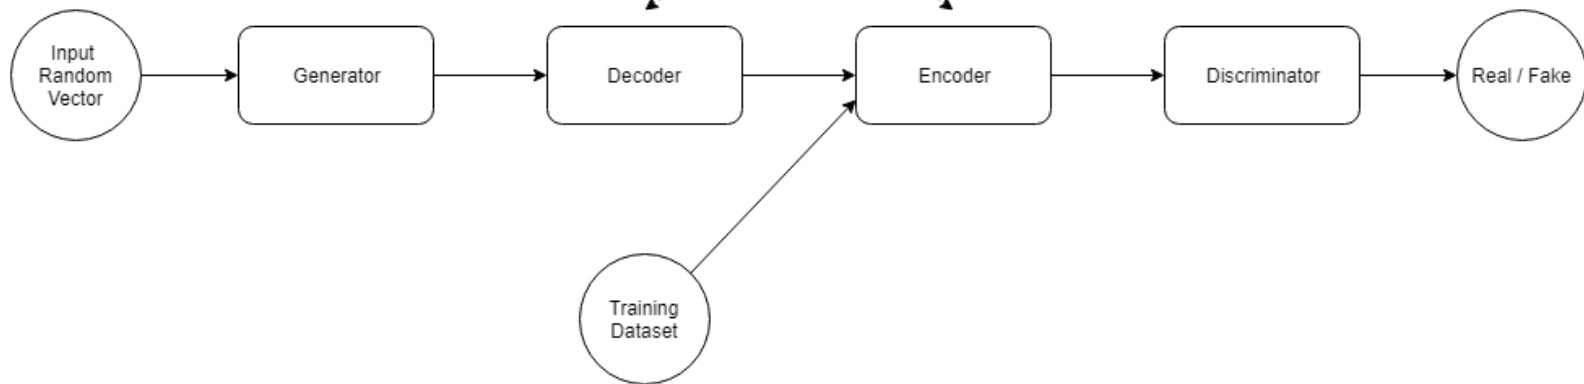 Input
Random
Vector
Generator
Decoder
Encoder
Discriminator
Real / Fake
Training
Dataset